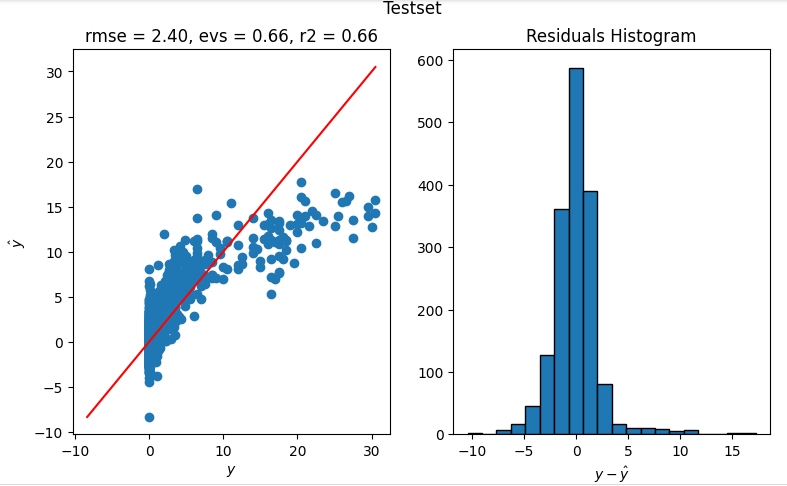 Testset
rmse = 2.40, evs = 0.66, r2 = 0.66
30
25
20
15
10
5
0
−5
−10
ŷ
−10 0 10 20 30
y
Residuals Histogram
600
500
400
300
200
100
0
−10 −5 0 5 10 15
y − ŷ